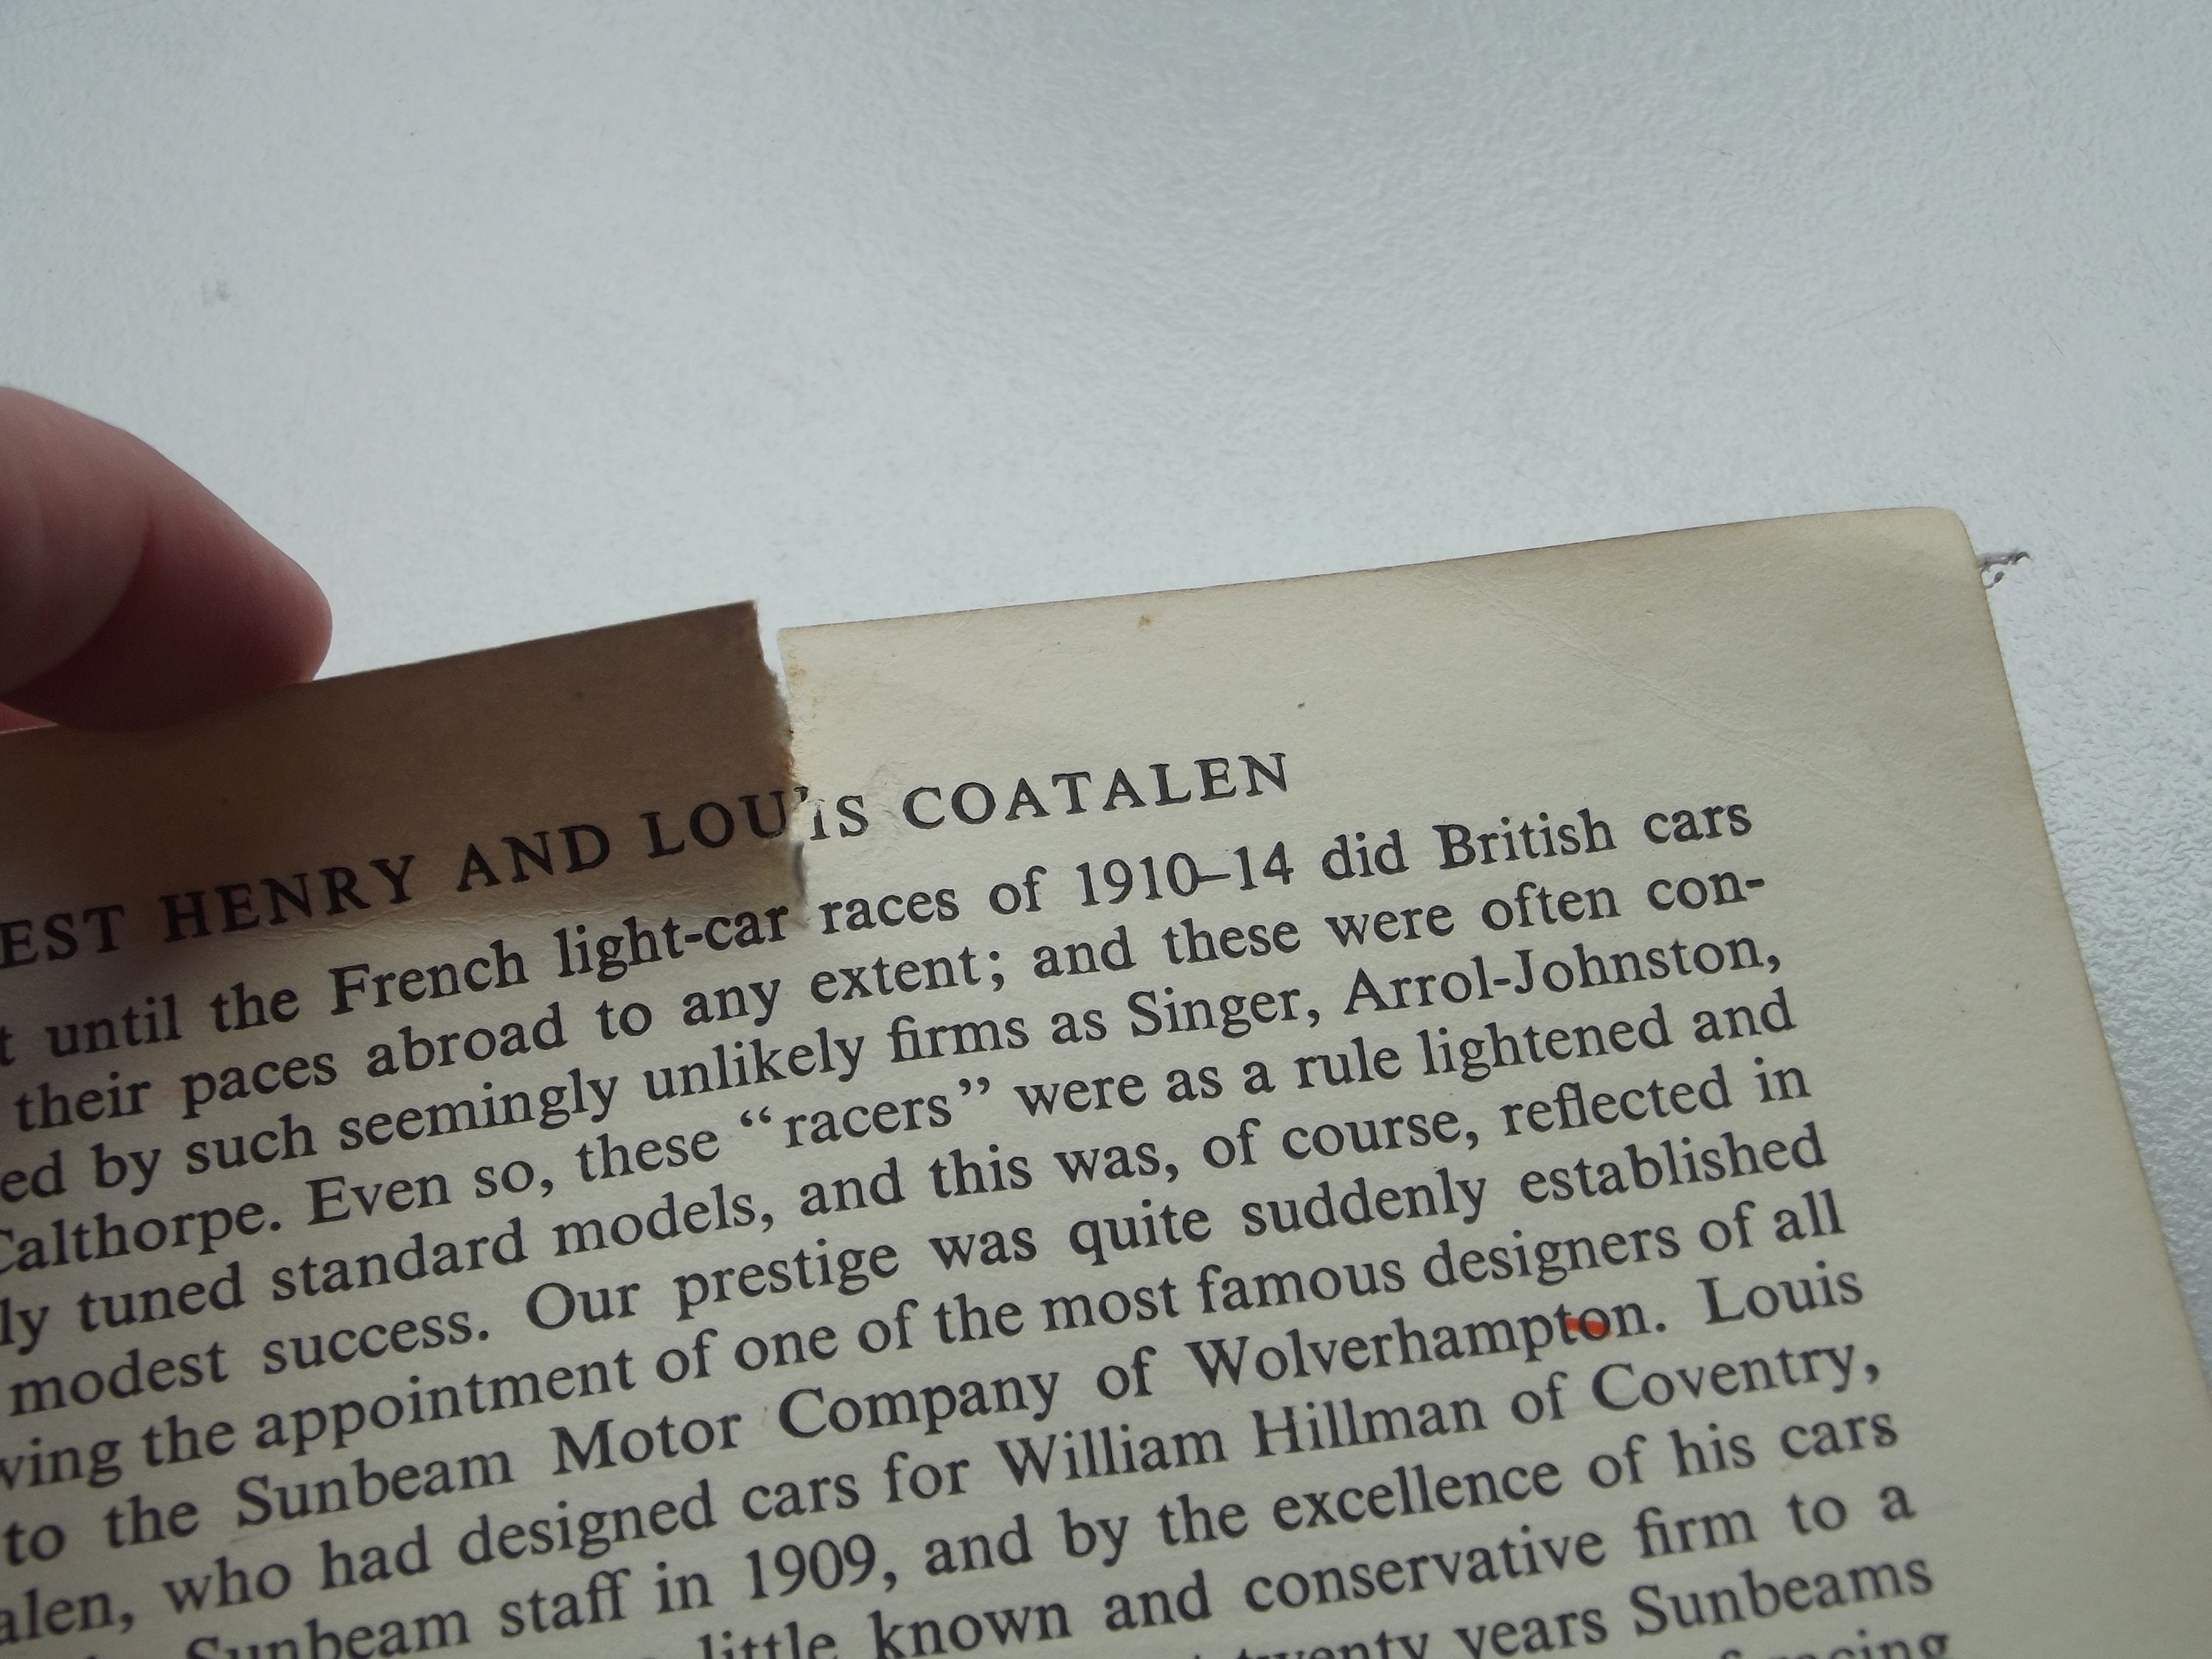 EST HENRY AND LOUIS COATALEN
t until the French light-car races of 1910–14 did British cars
their paces abroad to any extent; and these were often con-
ed by such seemingly unlikely firms as Singer, Arrol-Johnston,
Calthorpe. Even so, these “racers” were as a rule lightened and
ly tuned standard models, and this was, of course, reflected in
modest success. Our prestige was quite suddenly established
wing the appointment of one of the most famous designers of all
to the Sunbeam Motor Company of Wolverhampton. Louis
alen, who had designed cars for William Hillman of Coventry,
Sunbeam staff in 1909, and by the excellence of his cars
little known and conservative firm to a
twenty years Sunbeams
racing